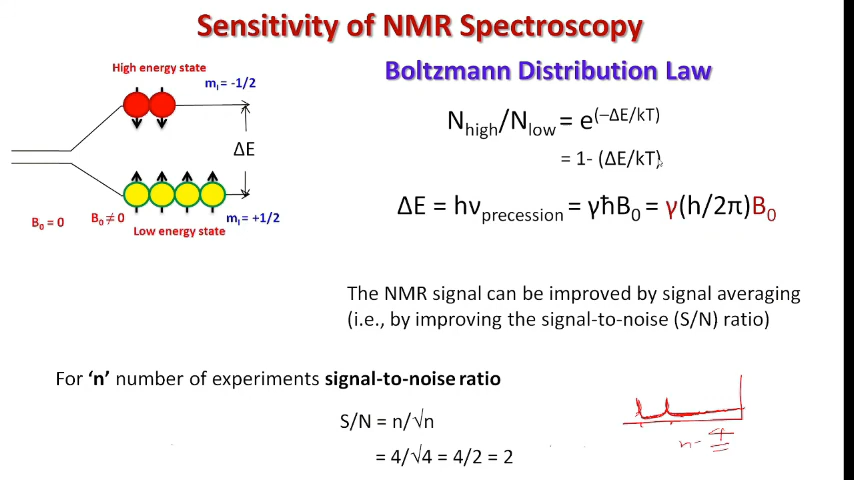 Sensitivity of NMR Spectroscopy
High energy state
mI = -1/2
ΔE
B0 = 0
B0 ≠ 0
mI = +1/2
Low energy state
Boltzmann Distribution Law
Nhigh/Nlow = e(–ΔE/kT)
= 1- (ΔE/kT)
ΔE = hνprecession = γħB0 = γ(h/2π)B0
The NMR signal can be improved by signal averaging
(i.e., by improving the signal-to-noise (S/N) ratio)
For ‘n’ number of experiments signal-to-noise ratio
S/N = n/√n
= 4/√4 = 4/2 = 2
n- 4